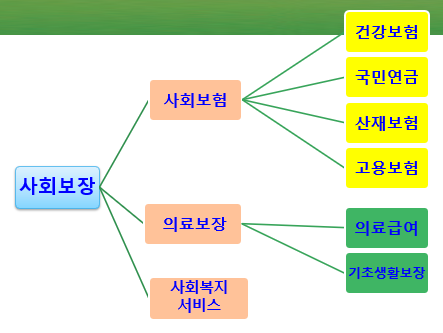 사회보장
사회보험
건강보험
국민연금
산재보험
고용보험
의료보장
의료급여
기초생활보장
사회복지
서비스